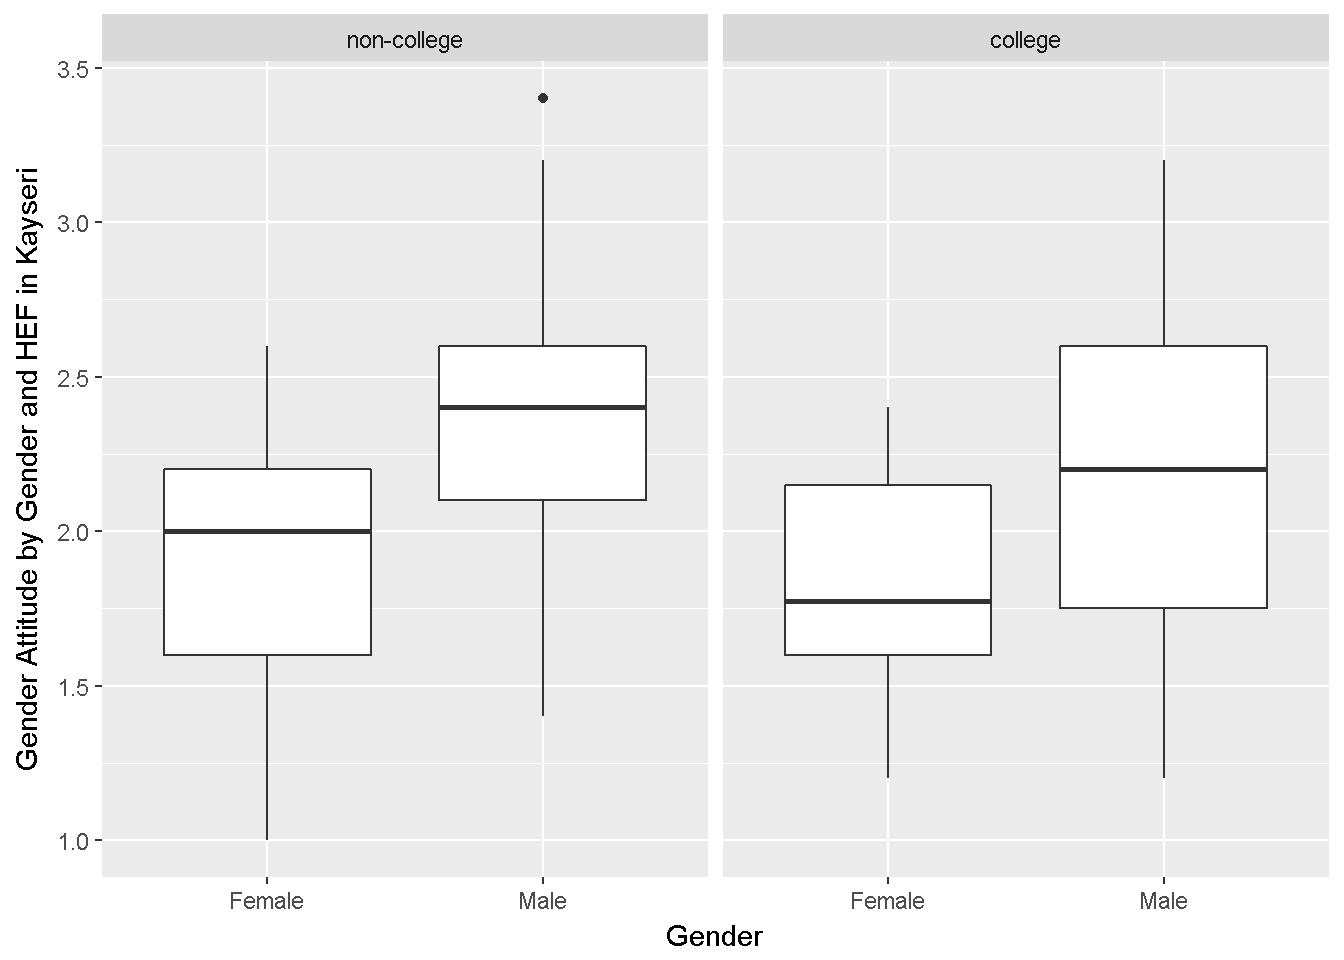 non-college
college
Gender Attitude by Gender and HEF in Kayseri
3.5
3.0
2.5
2.0
1.5
1.0
Female
Male
Female
Male
Gender